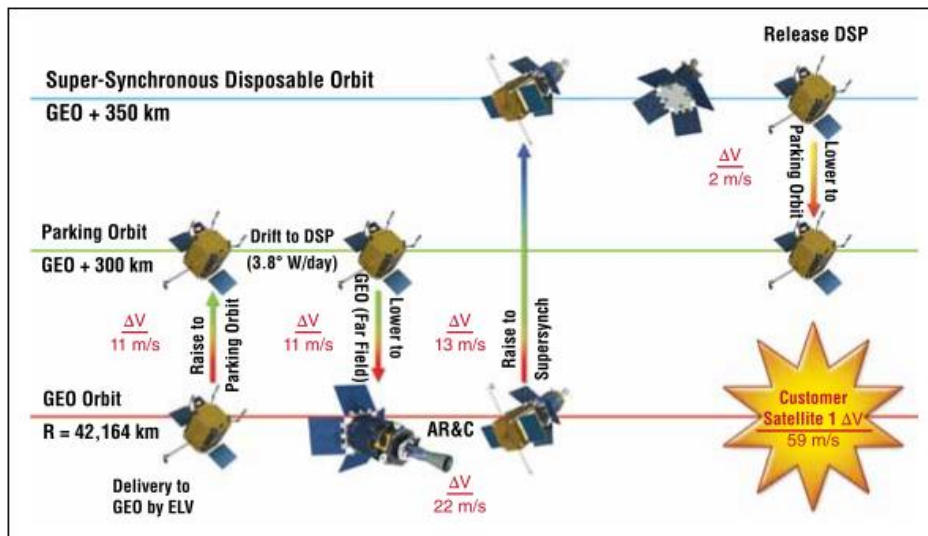 Release DSP
Super-Synchronous Disposable Orbit
GEO + 350 km
ΔV
2 m/s
Lower to
Parking Orbit
Parking Orbit
GEO + 300 km
Drift to DSP
(3.8° W/day)
ΔV
11 m/s
Raise to
Parking Orbit
ΔV
11 m/s
Lower to
GEO (Far Field)
ΔV
13 m/s
Raise to
Supersynch
GEO Orbit
R = 42,164 km
AR&C
Customer
Satellite 1 ΔV
59 m/s
Delivery to
GEO by ELV
ΔV
22 m/s